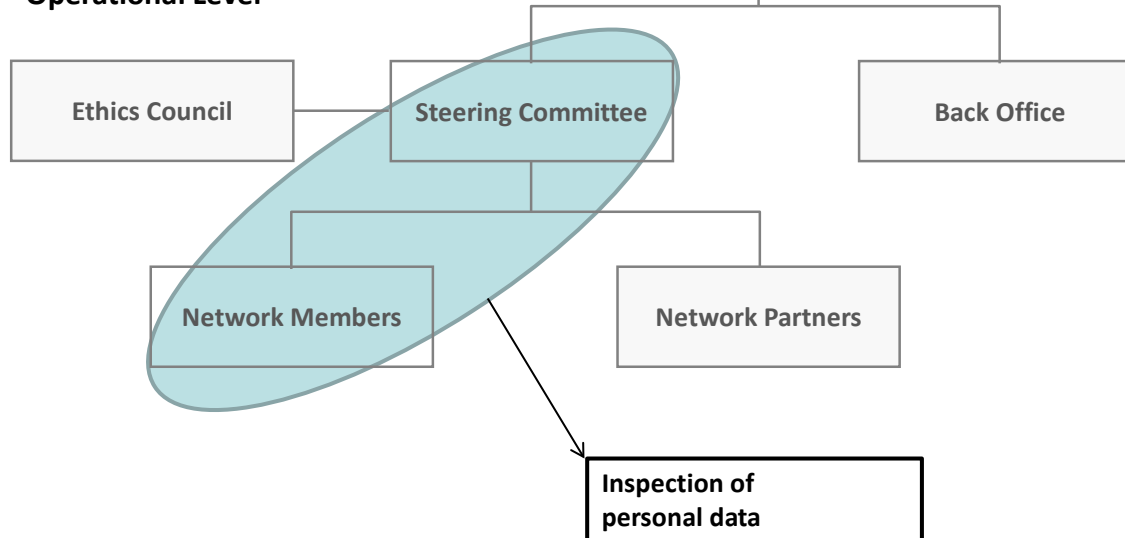 Operational Level
Ethics Council
Steering Committee
Back Office
Network Members
Network Partners
Inspection of
personal data